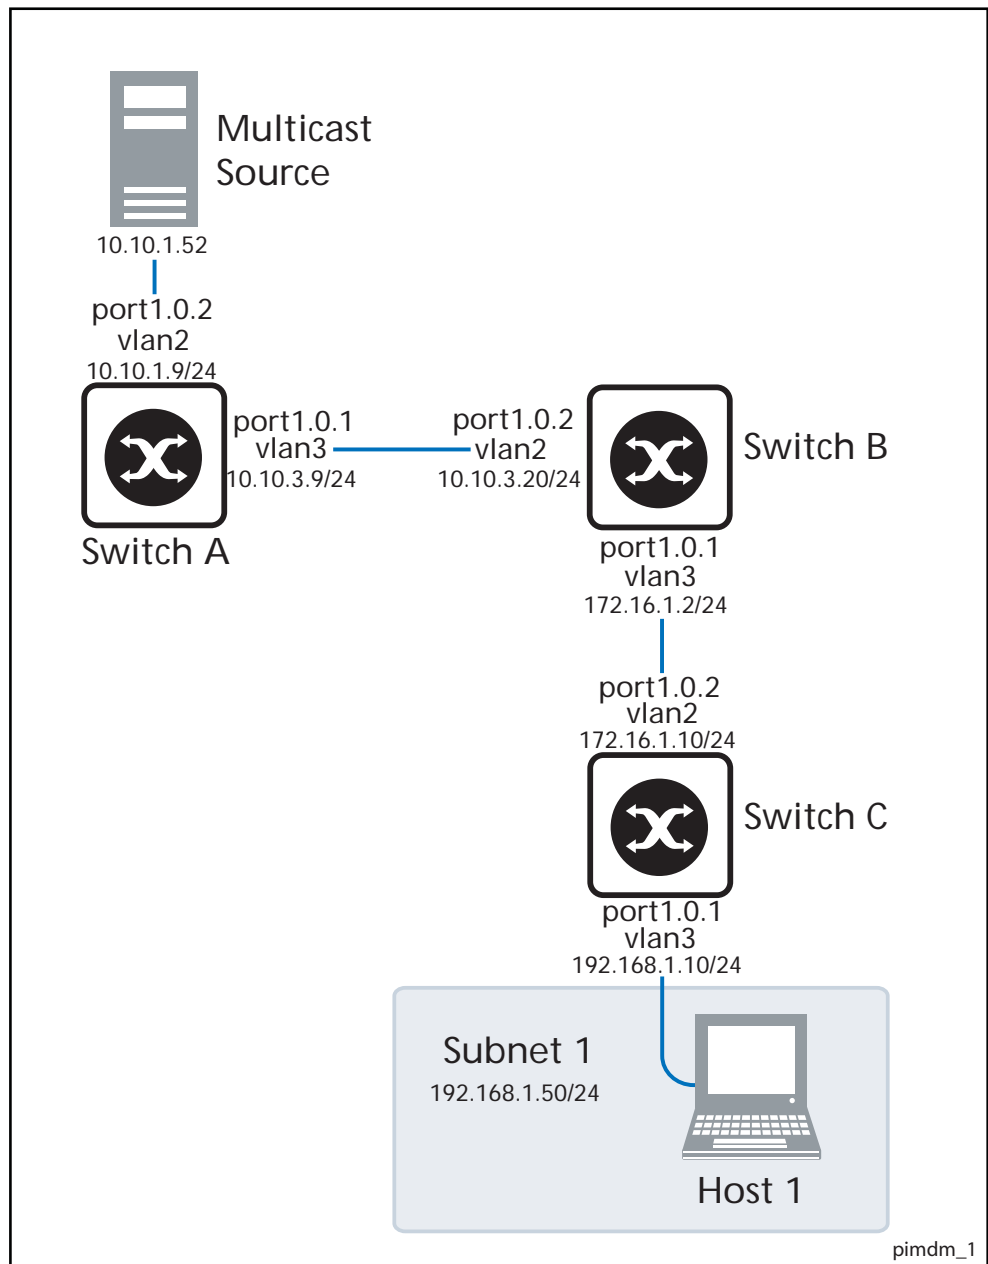 Multicast
Source
10.10.1.52
port1.0.2
vlan2
10.10.1.9/24
port1.0.1
vlan3
10.10.3.9/24
Switch A
port1.0.2
vlan2
10.10.3.20/24
Switch B
port1.0.1
vlan3
172.16.1.2/24
port1.0.2
vlan2
172.16.1.10/24
Switch C
port1.0.1
vlan3
192.168.1.10/24
Subnet 1
192.168.1.50/24
Host 1
pimdm_1